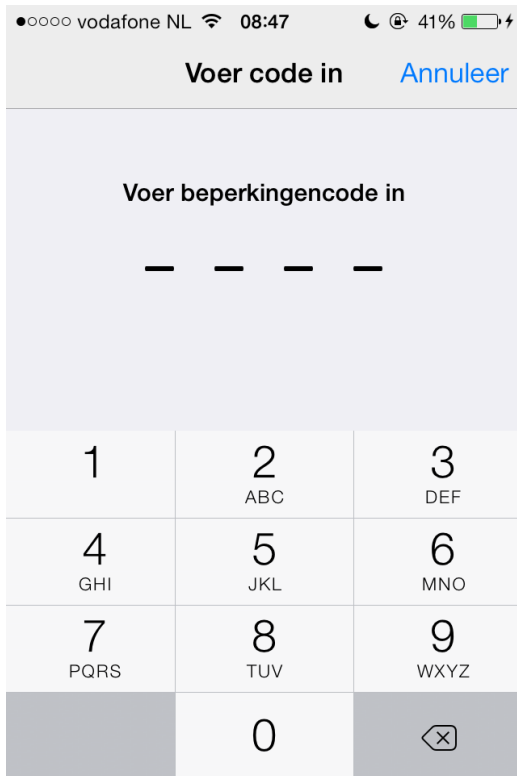 vodafone NL 08:47 41%
Voer code in Annuleer
Voer beperkingencode in
1 2 3
ABC DEF
4 5 6
GHI JKL MNO
7 8 9
PQRS TUV WXYZ
0